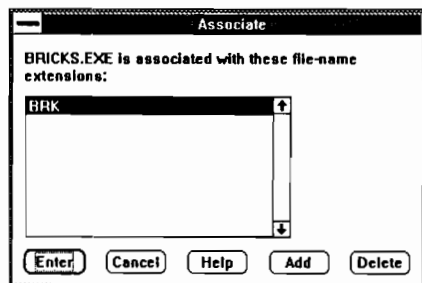 Associate
BRICKS.EXE is associated with these file-name
extensions:
BRK
Enter Cancel Help Add Delete